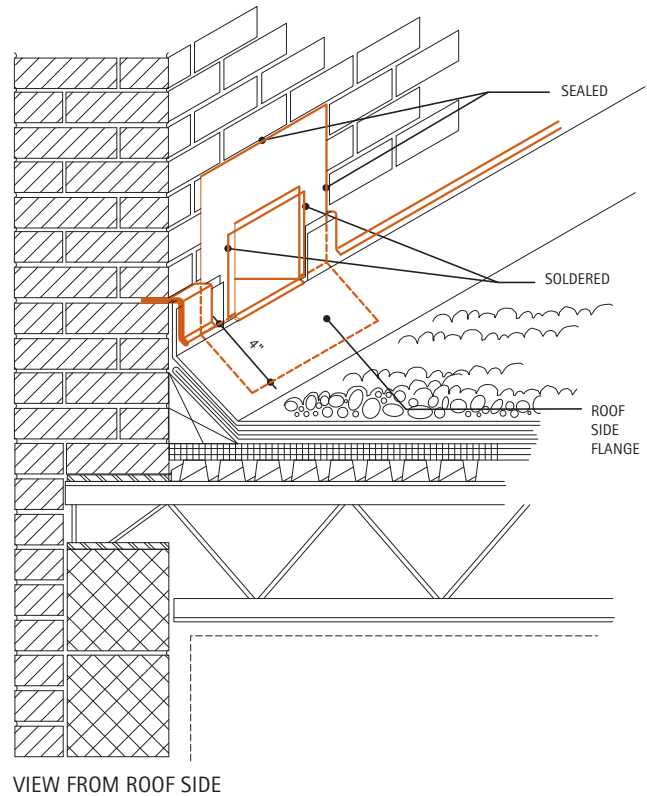 SEALED
SOLDERED
4"
ROOF
SIDE
FLANGE
VIEW FROM ROOF SIDE